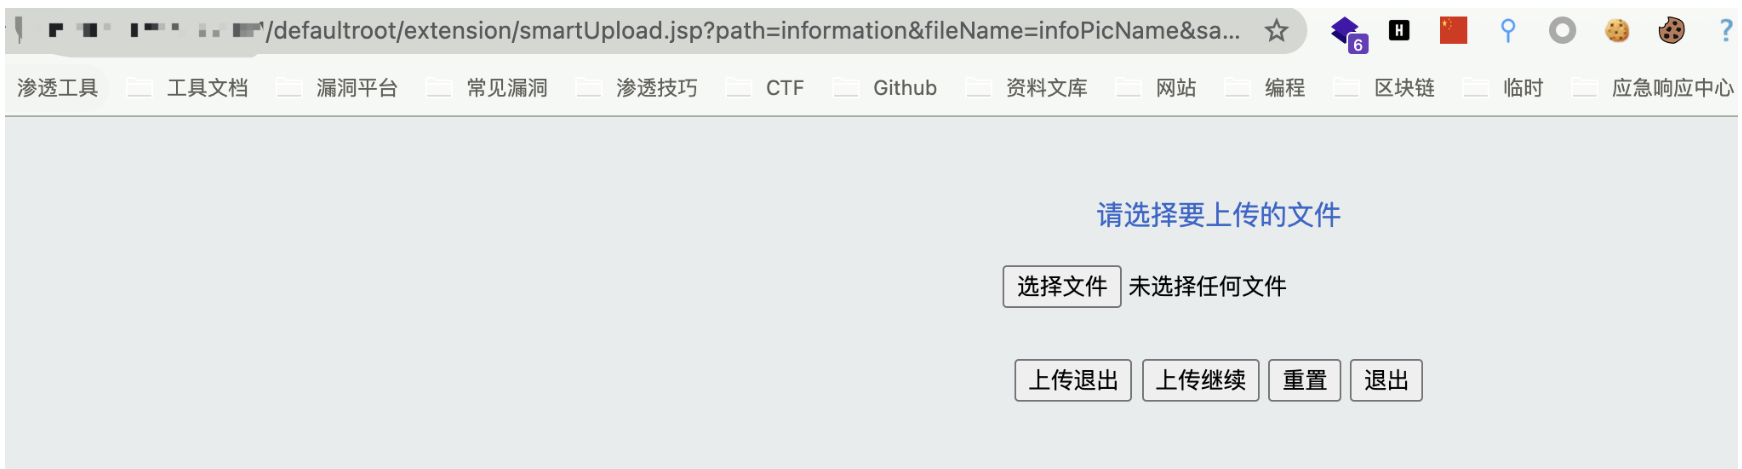 /defaultroot/extension/smartUpload.jsp?path=information&fileName=infoPicName&sa...
6 H ?
渗透工具 工具文档 漏洞平台 常见漏洞 渗透技巧 CTF Github 资料文库 网站 编程 区块链 临时 应急响应中心
请选择要上传的文件
选择文件 未选择任何文件
上传退出 上传继续 重置 退出